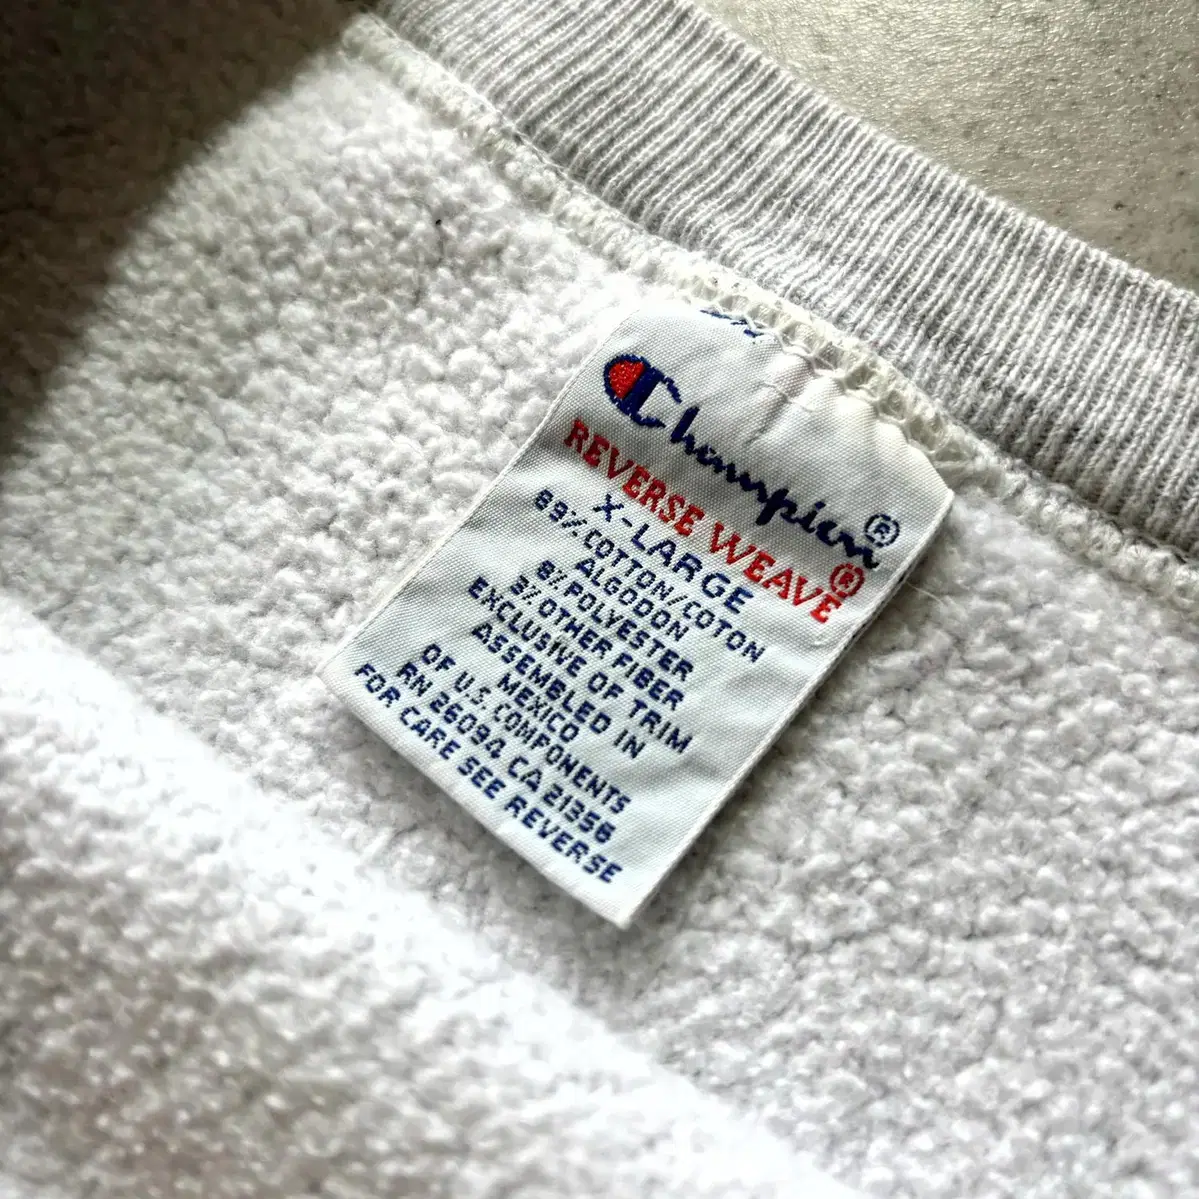 Champion®
REVERSE WEAVE®
X-LARGE
89% COTTON/COTON
ALGODON
8% POLYESTER
3% OTHER FIBER
EXCLUSIVE OF TRIM
ASSEMBLED IN
MEXICO
OF U.S. COMPONENTS
RN 26094 CA 21356
FOR CARE SEE REVERSE